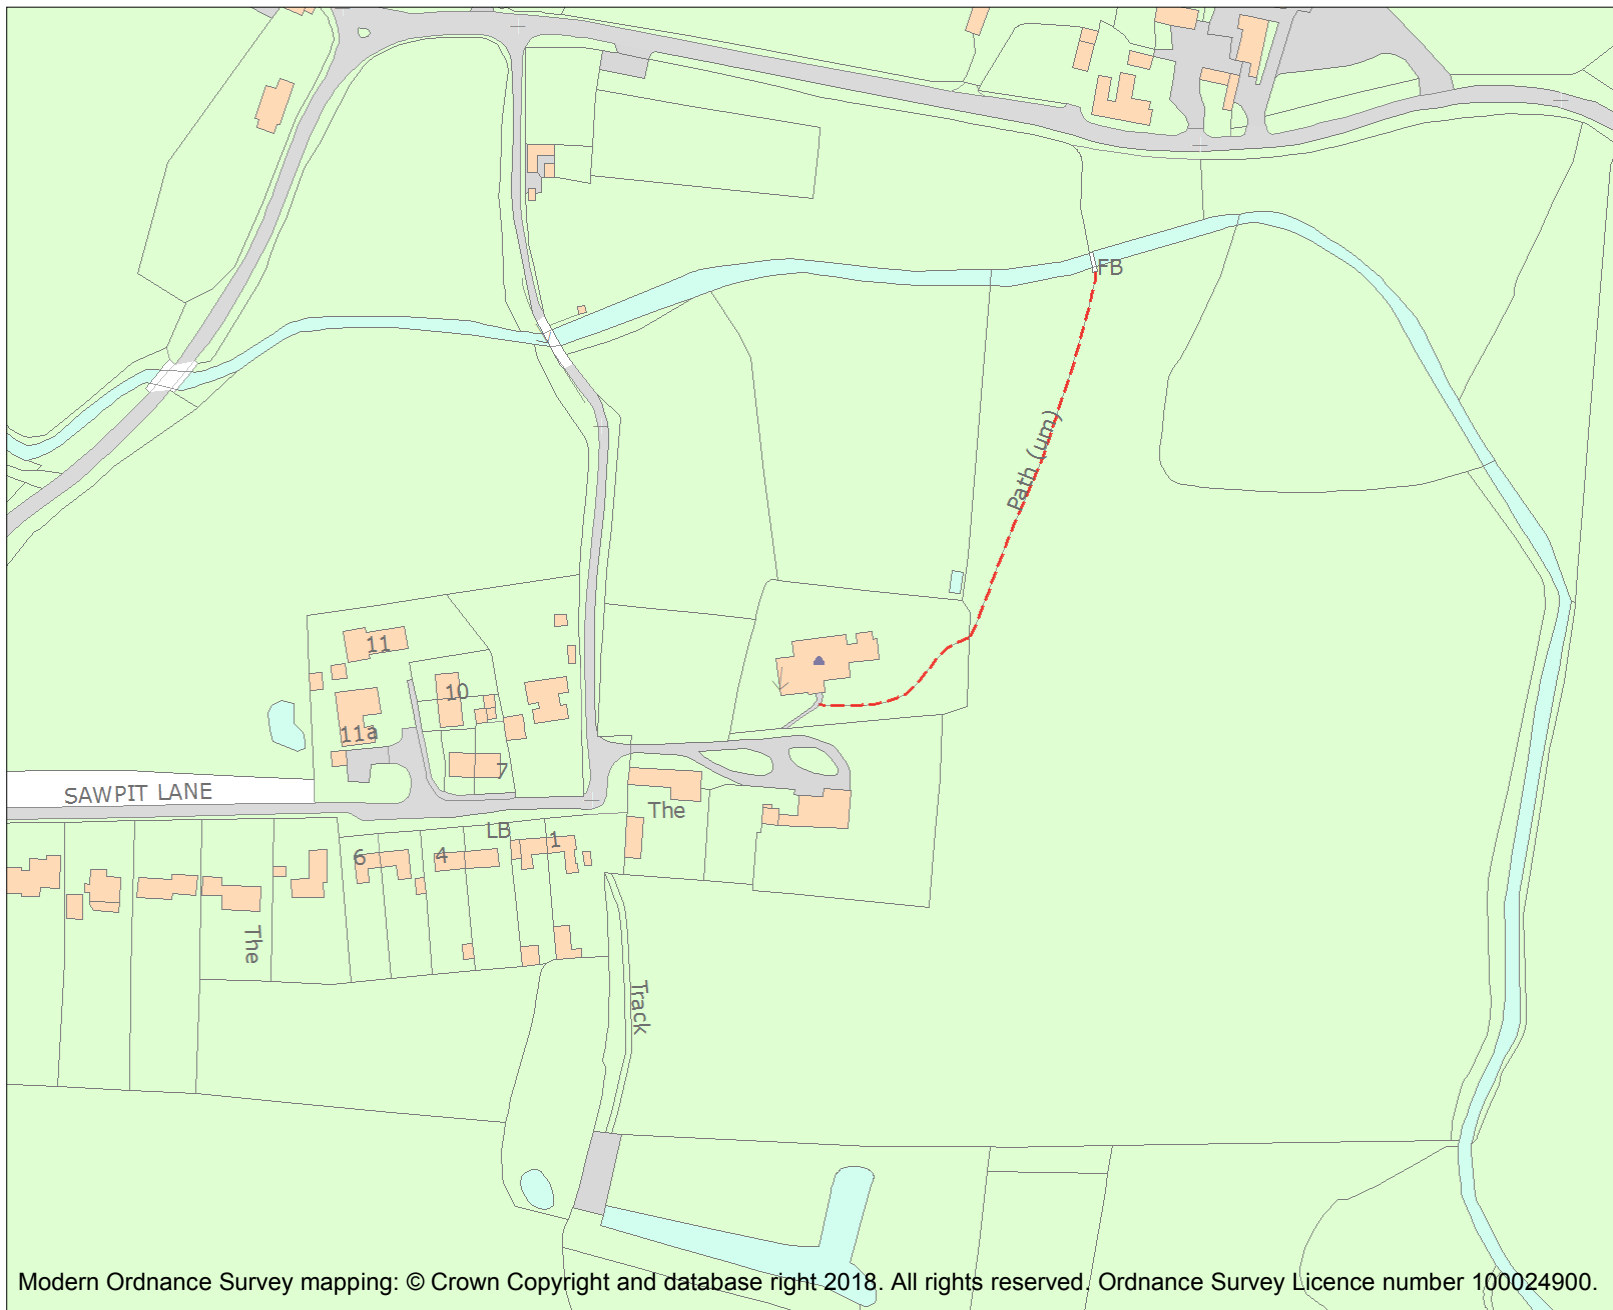 FB
Path (um)
11
10
11a
7
SAWPIT LANE
The
LB
1
6
4
The
Track
Modern Ordnance Survey mapping: © Crown Copyright and database right 2018. All rights reserved. Ordnance Survey Licence number 100024900.